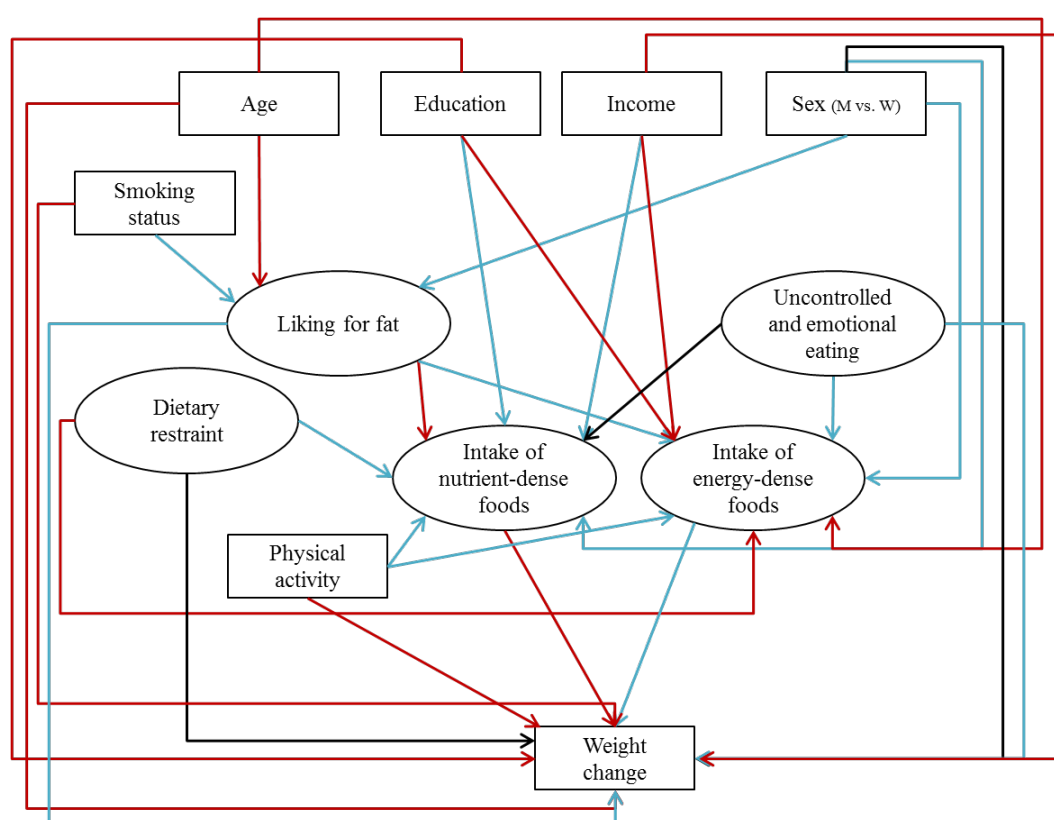 Age
Education
Income
Sex (M vs. W)
Smoking
status
Liking for fat
Uncontrolled
and emotional
eating
Dietary
restraint
Intake of
nutrient-dense
foods
Intake of
energy-dense
foods
Physical
activity
Weight
change